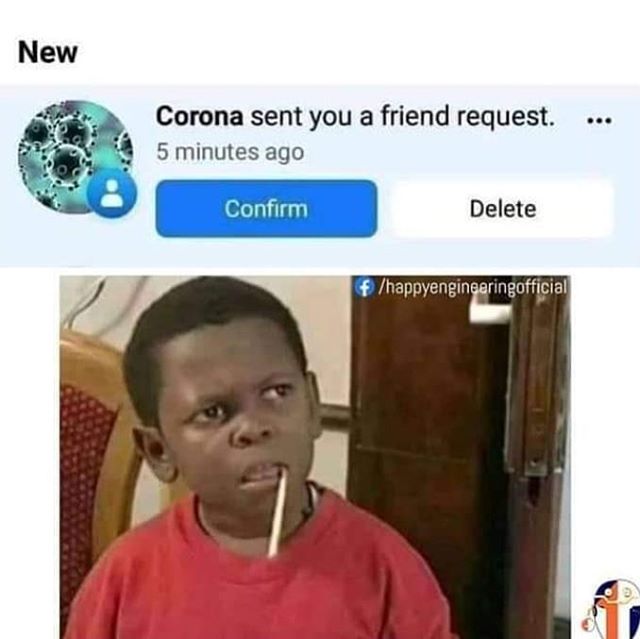 New
Corona sent you a friend request. ...
5 minutes ago
Confirm
Delete
/happyengineeringofficial